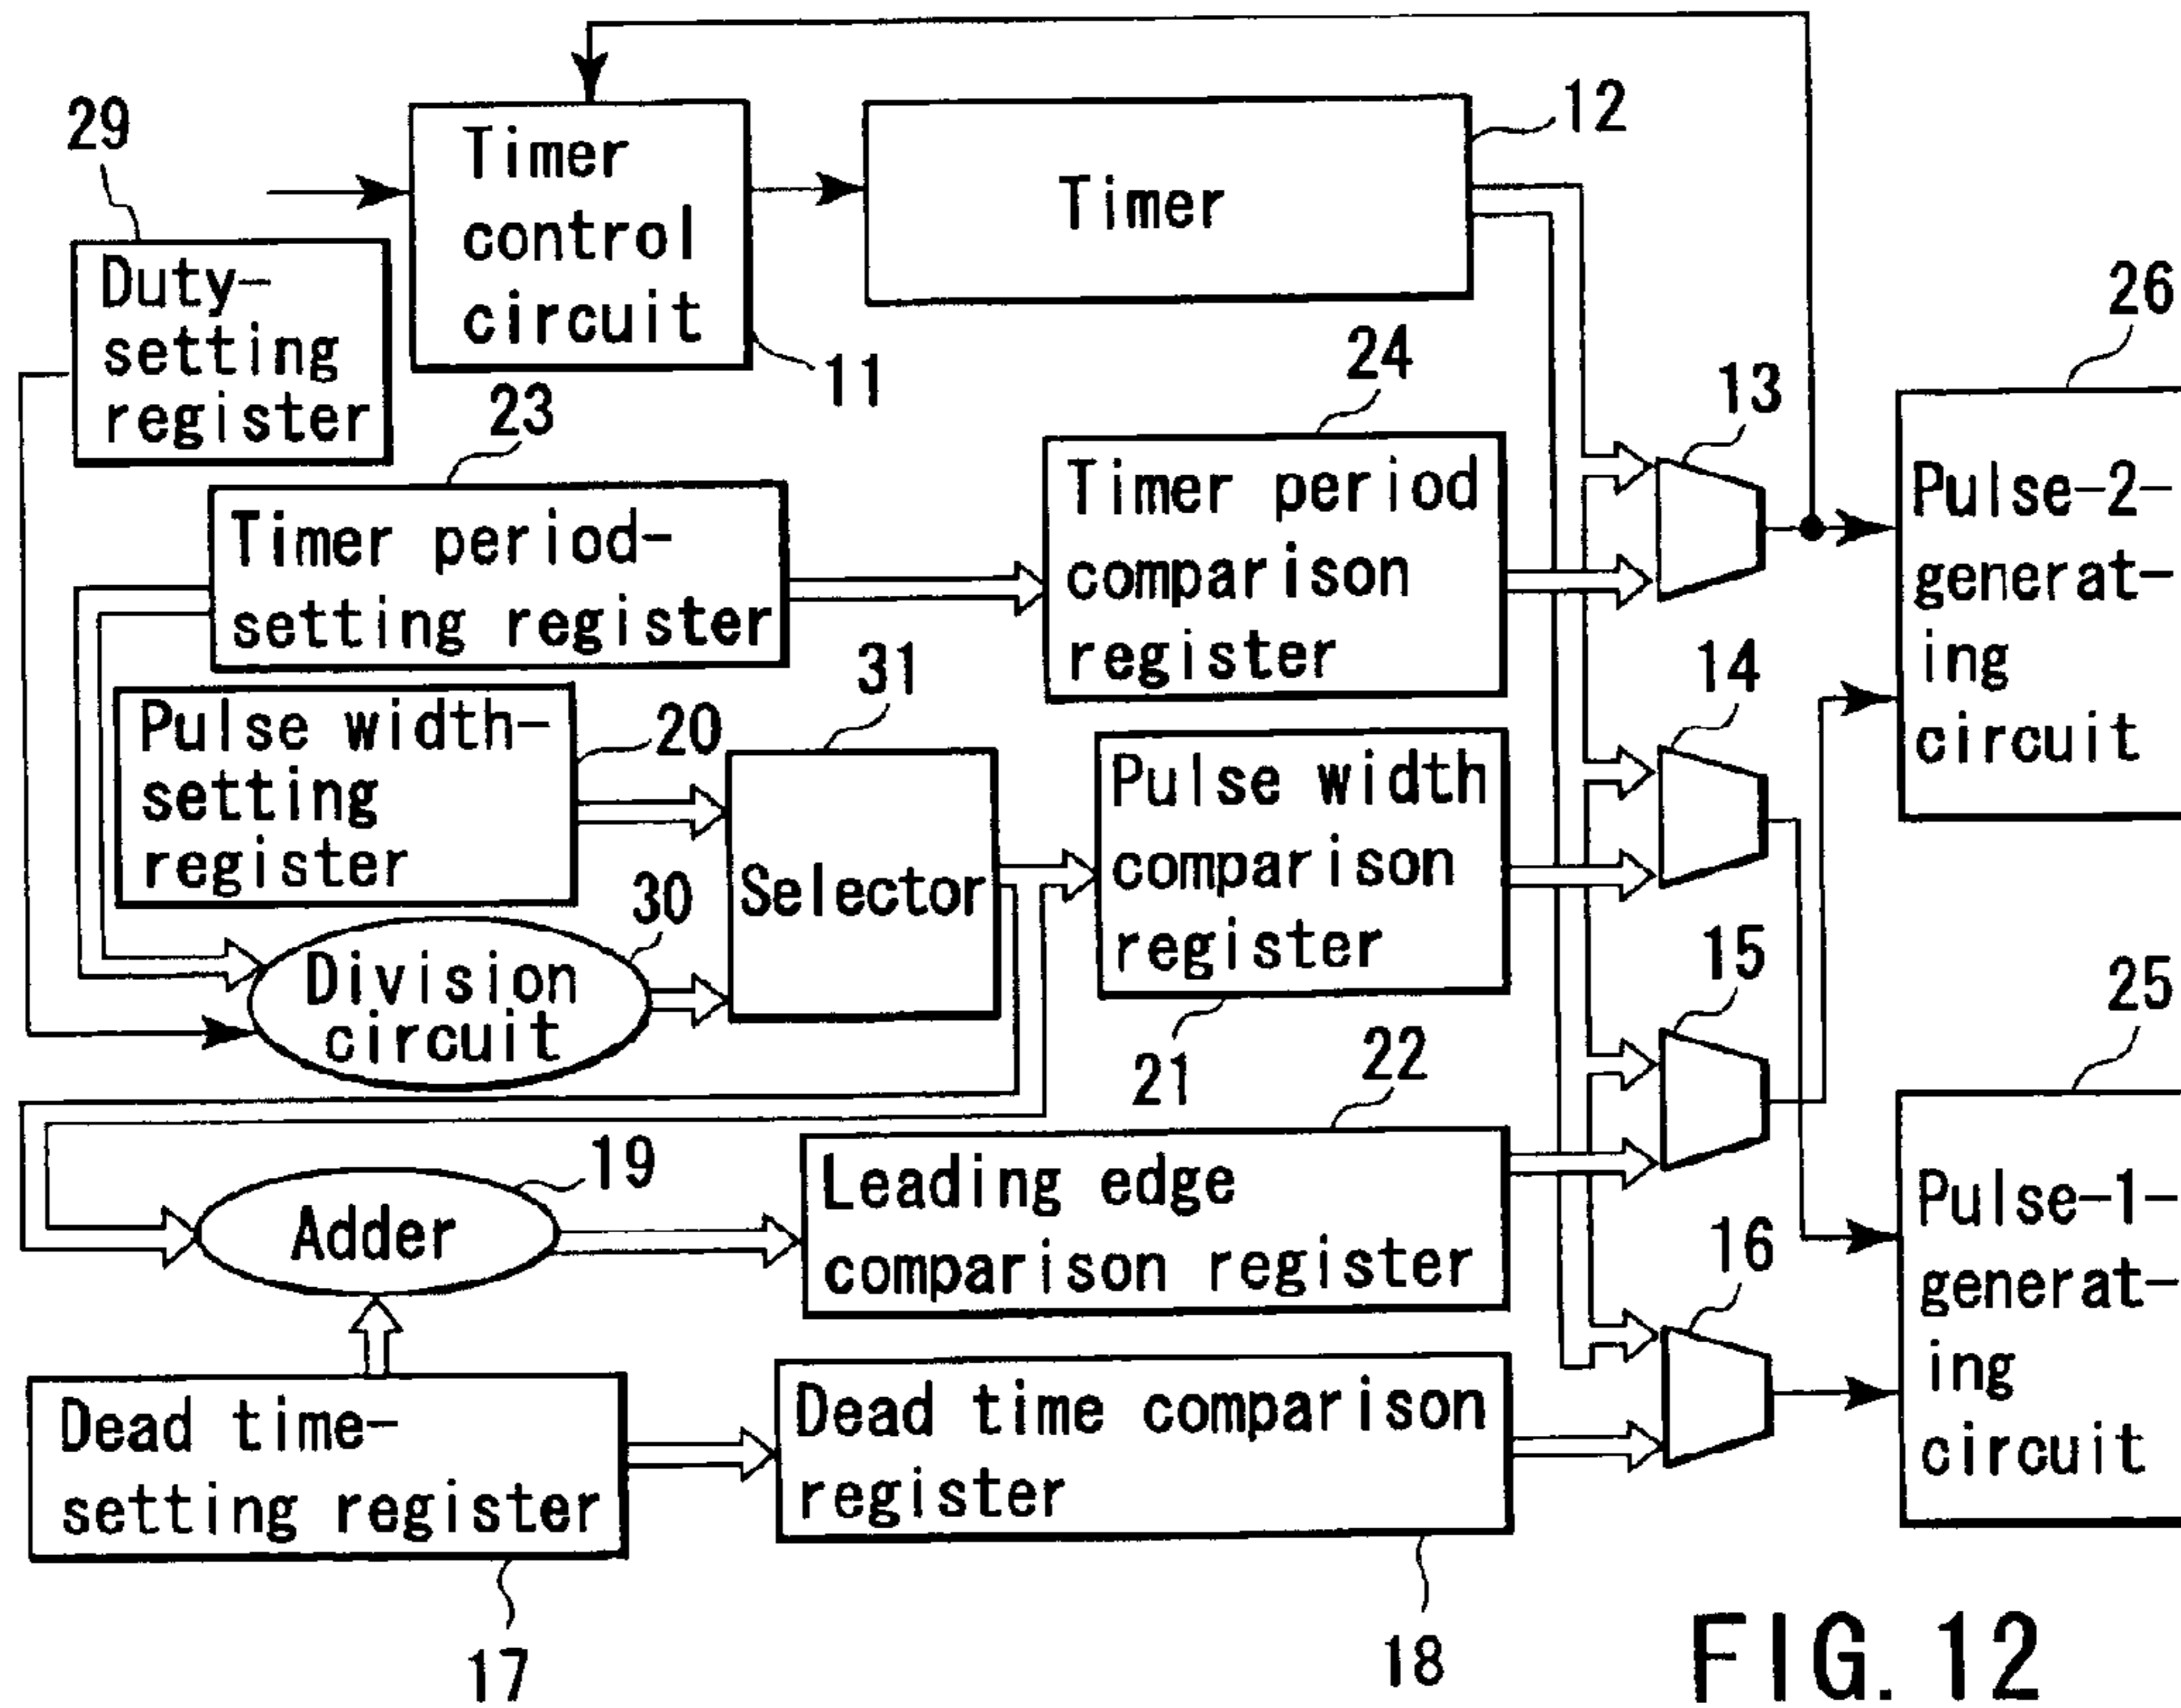 12
29
Timer
control
circuit
Timer
Duty-
setting
register
11
26
24
13
23
Timer period-
setting register
Timer period
comparison
register
Pulse-2-
generat-
ing
circuit
31
14
Pulse width-
setting
register
20
Selector
Pulse width
comparison
register
30
Division
circuit
15
25
21
22
19
Adder
Leading edge
comparison register
16
Pulse-1-
generat-
ing
circuit
Dead time-
setting register
Dead time comparison
register
17
18
FIG. 12